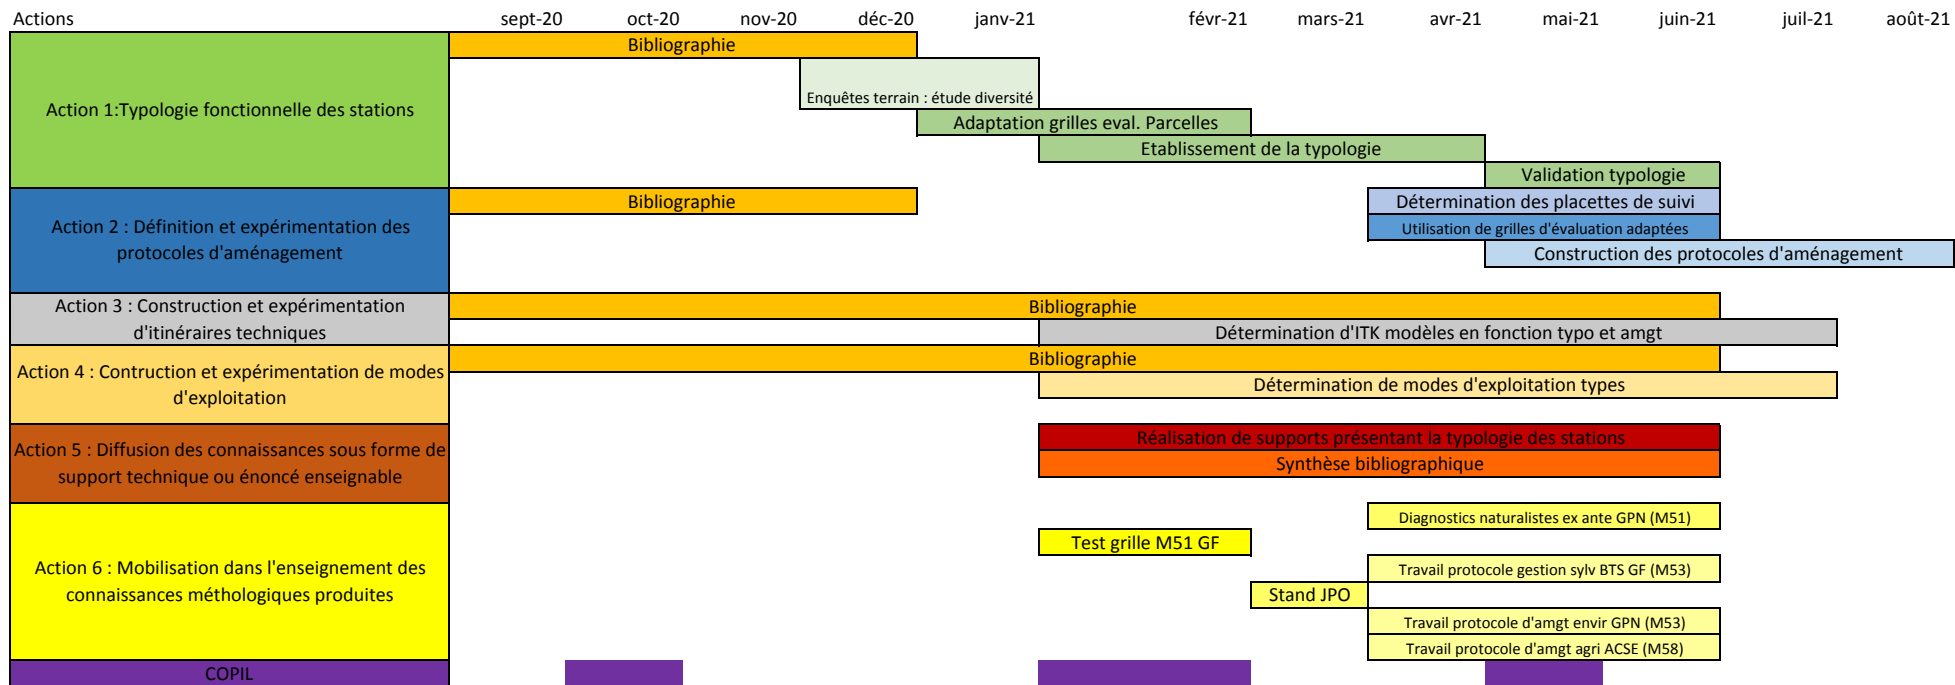 Actions sept-20 oct-20 nov-20 déc-20 janv-21 févr-21 mars-21 avr-21 mai-21 juin-21 juil-21 août-21
Bibliographie
Enquêtes terrain : étude diversité
Action 1:Typologie fonctionnelle des stations
Adaptation grilles eval. Parcelles
Etablissement de la typologie
Validation typologie
Bibliographie
Détermination des placettes de suivi
Action 2 : Définition et expérimentation des
protocoles d'aménagement
Utilisation de grilles d'évaluation adaptées
Construction des protocoles d'aménagement
Action 3 : Construction et expérimentation
d'itinéraires techniques
Bibliographie
Détermination d'ITK modèles en fonction typo et amgt
Bibliographie
Action 4 : Contruction et expérimentation de modes
d'exploitation
Détermination de modes d'exploitation types
Réalisation de supports présentant la typologie des stations
Action 5 : Diffusion des connaissances sous forme de
support technique ou énoncé enseignable
Synthèse bibliographique
Diagnostics naturalistes ex ante GPN (M51)
Test grille M51 GF
Action 6 : Mobilisation dans l'enseignement des
connaissances méthologiques produites
Travail protocole gestion sylv BTS GF (M53)
Stand JPO
Travail protocole d'amgt envir GPN (M53)
Travail protocole d'amgt agri ACSE (M58)
COPIL